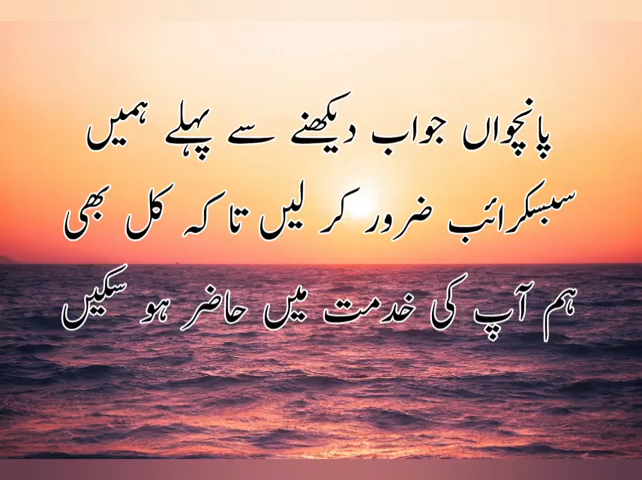 پانچواں جواب دیکھنے سے پہلے ہمیں
سبسکرائب ضرور کر لیں تا کہ کل بھی
ہم آپ کی خدمت میں حاضر ہو سکیں